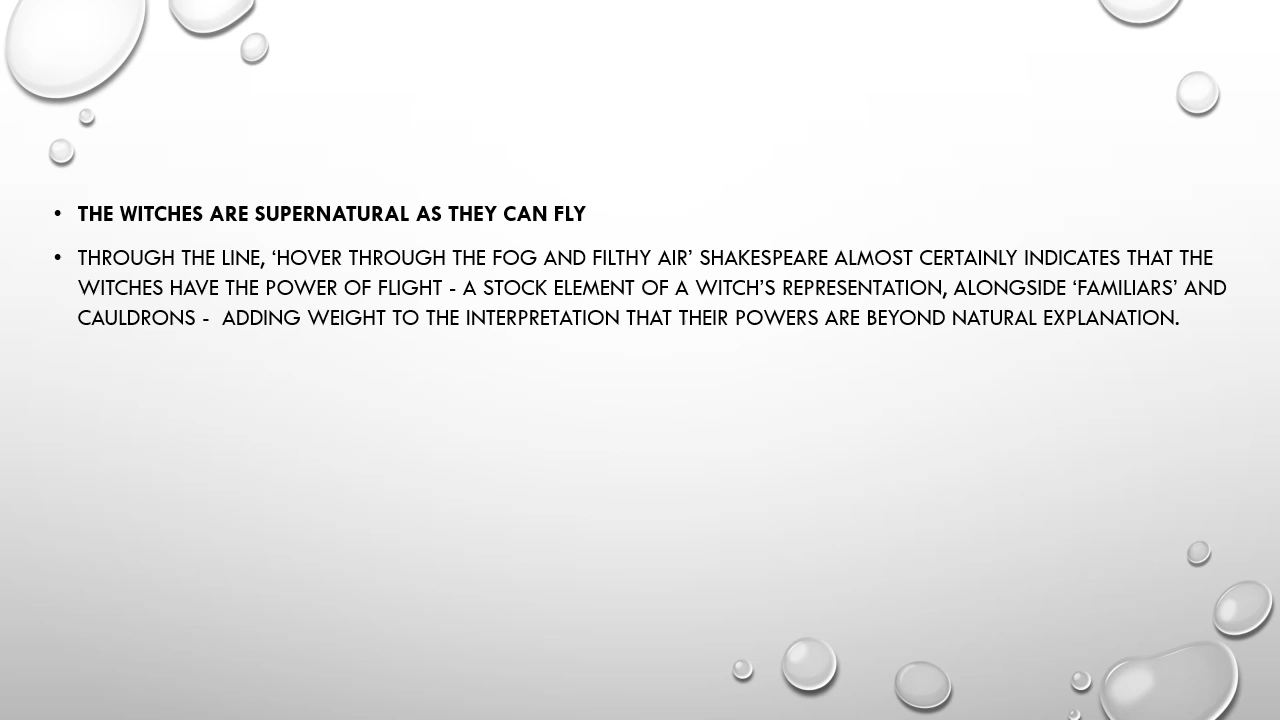 • THE WITCHES ARE SUPERNATURAL AS THEY CAN FLY
• THROUGH THE LINE, ‘HOVER THROUGH THE FOG AND FILTHY AIR’ SHAKESPEARE ALMOST CERTAINLY INDICATES THAT THE
WITCHES HAVE THE POWER OF FLIGHT - A STOCK ELEMENT OF A WITCH’S REPRESENTATION, ALONGSIDE ‘FAMILIARS’ AND
CAULDRONS -  ADDING WEIGHT TO THE INTERPRETATION THAT THEIR POWERS ARE BEYOND NATURAL EXPLANATION.